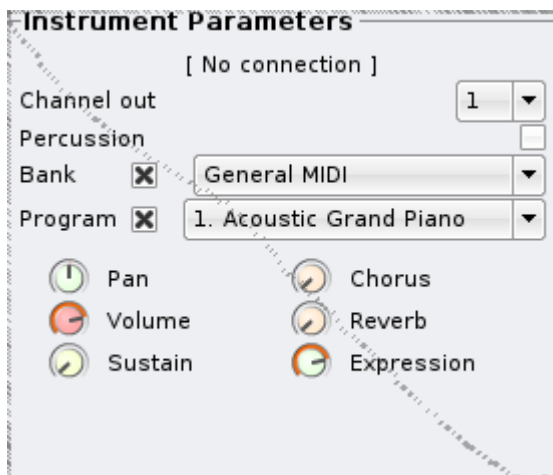 Instrument Parameters
[ No connection ]
Channel out 1
Percussion
Bank General MIDI
Program 1. Acoustic Grand Piano
Pan Chorus
Volume Reverb
Sustain Expression